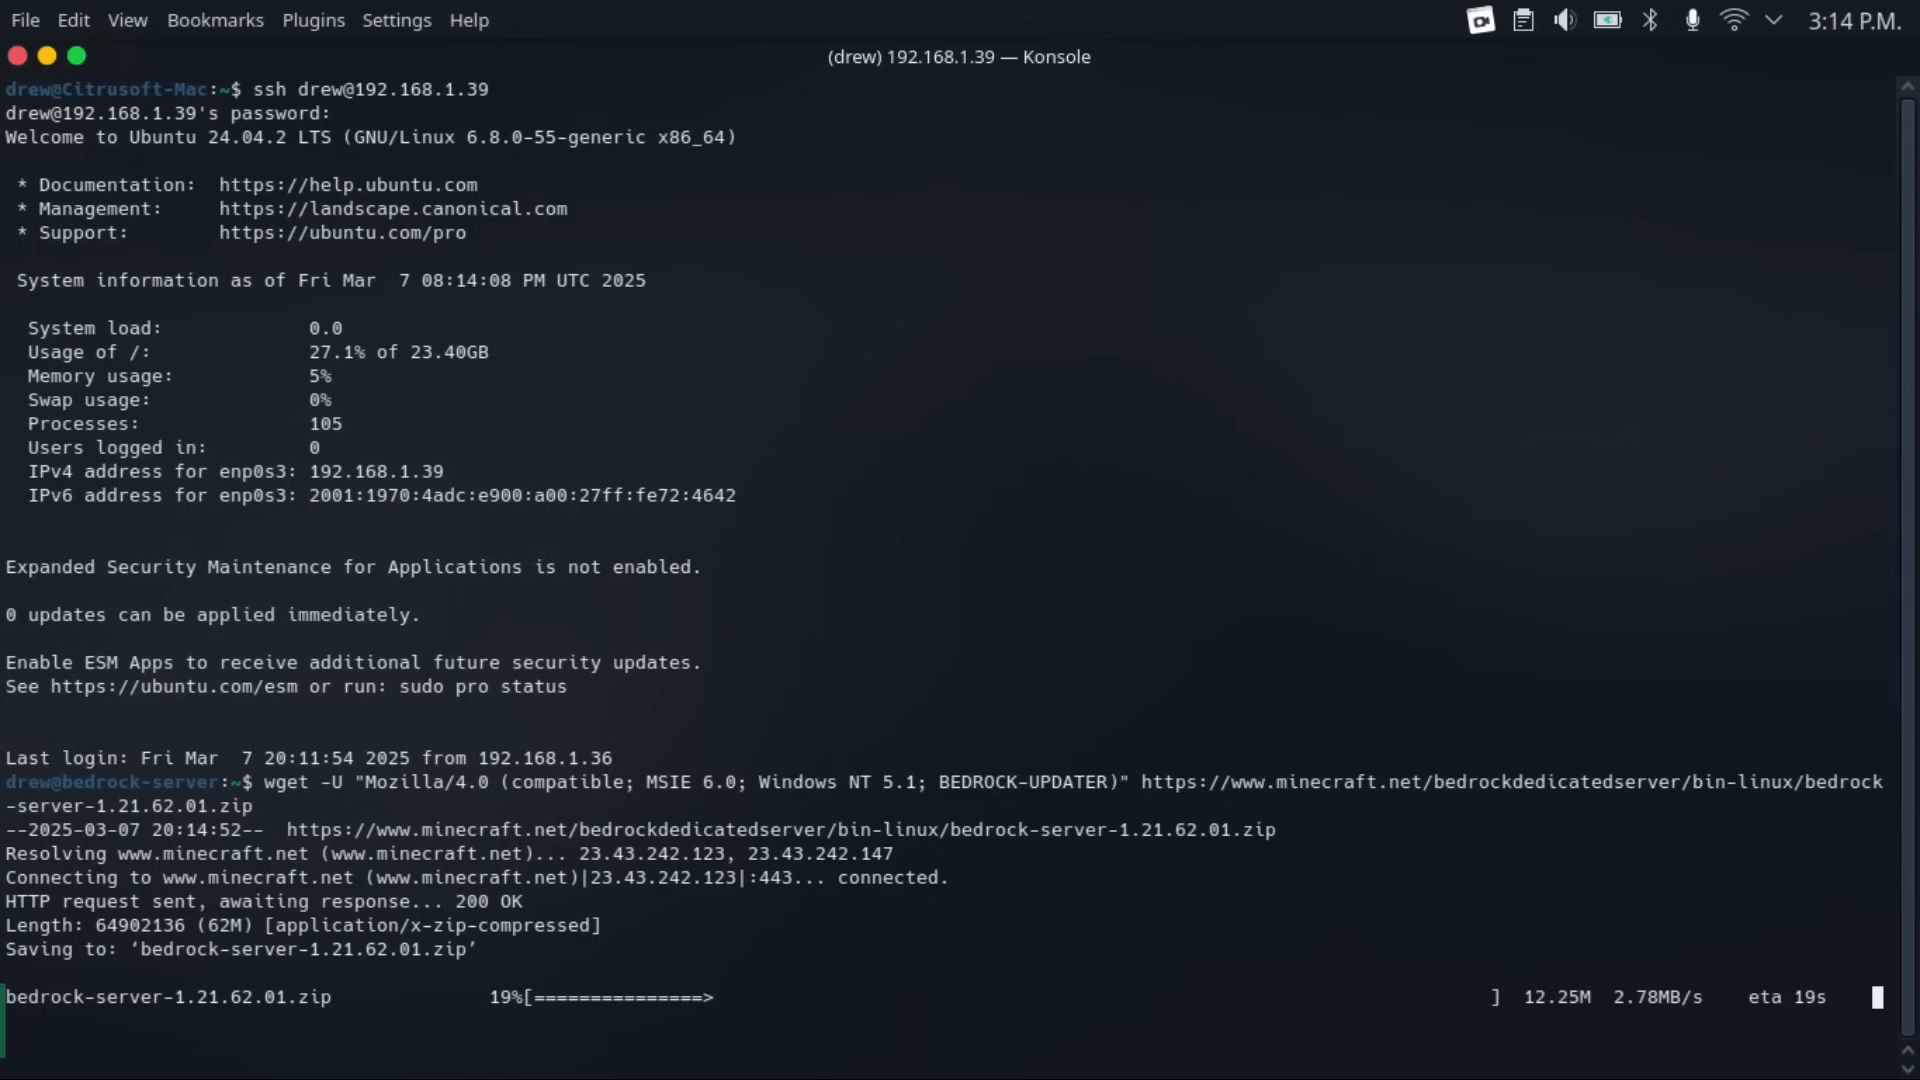 File Edit View Bookmarks Plugins Settings Help 3:14 P.M.
(drew) 192.168.1.39 — Konsole
drew@Citrusoft-Mac:~$ ssh drew@192.168.1.39
drew@192.168.1.39's password:
Welcome to Ubuntu 24.04.2 LTS (GNU/Linux 6.8.0-55-generic x86_64)
* Documentation: https://help.ubuntu.com
* Management: https://landscape.canonical.com
* Support: https://ubuntu.com/pro
System information as of Fri Mar 7 08:14:08 PM UTC 2025
System load: 0.0
Usage of /: 27.1% of 23.40GB
Memory usage: 5%
Swap usage: 0%
Processes: 105
Users logged in: 0
IPv4 address for enp0s3: 192.168.1.39
IPv6 address for enp0s3: 2001:1970:4adc:e900:a00:27ff:fe72:4642
Expanded Security Maintenance for Applications is not enabled.
0 updates can be applied immediately.
Enable ESM Apps to receive additional future security updates.
See https://ubuntu.com/esm or run: sudo pro status
Last login: Fri Mar 7 20:11:54 2025 from 192.168.1.36
drew@bedrock-server:~$ wget -U "Mozilla/4.0 (compatible; MSIE 6.0; Windows NT 5.1; BEDROCK-UPDATER)" https://www.minecraft.net/bedrockdedicatedserver/bin-linux/bedrock
-server-1.21.62.01.zip
--2025-03-07 20:14:52-- https://www.minecraft.net/bedrockdedicatedserver/bin-linux/bedrock-server-1.21.62.01.zip
Resolving www.minecraft.net (www.minecraft.net)... 23.43.242.123, 23.43.242.147
Connecting to www.minecraft.net (www.minecraft.net)|23.43.242.123|:443... connected.
HTTP request sent, awaiting response... 200 OK
Length: 64902136 (62M) [application/x-zip-compressed]
Saving to: ‘bedrock-server-1.21.62.01.zip’
bedrock-server-1.21.62.01.zip 19%[===============> ] 12.25M 2.78MB/s eta 19s